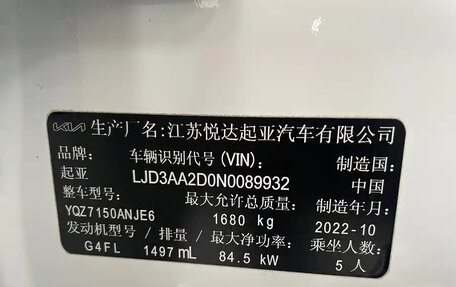 KIA 生产厂名:江苏悦达起亚汽车有限公司
品牌: 车辆识别代号(VIN): 制造国:
起亚 LJD3AA2D0N0089932 中国
整车型号: 最大允许总质量: 制造年月:
YQZ7150ANJE6 1680 kg 2022-10
发动机型号/排量/最大净功率: 乘坐人数:
G4FL 1497 mL 84.5 kW 5 人